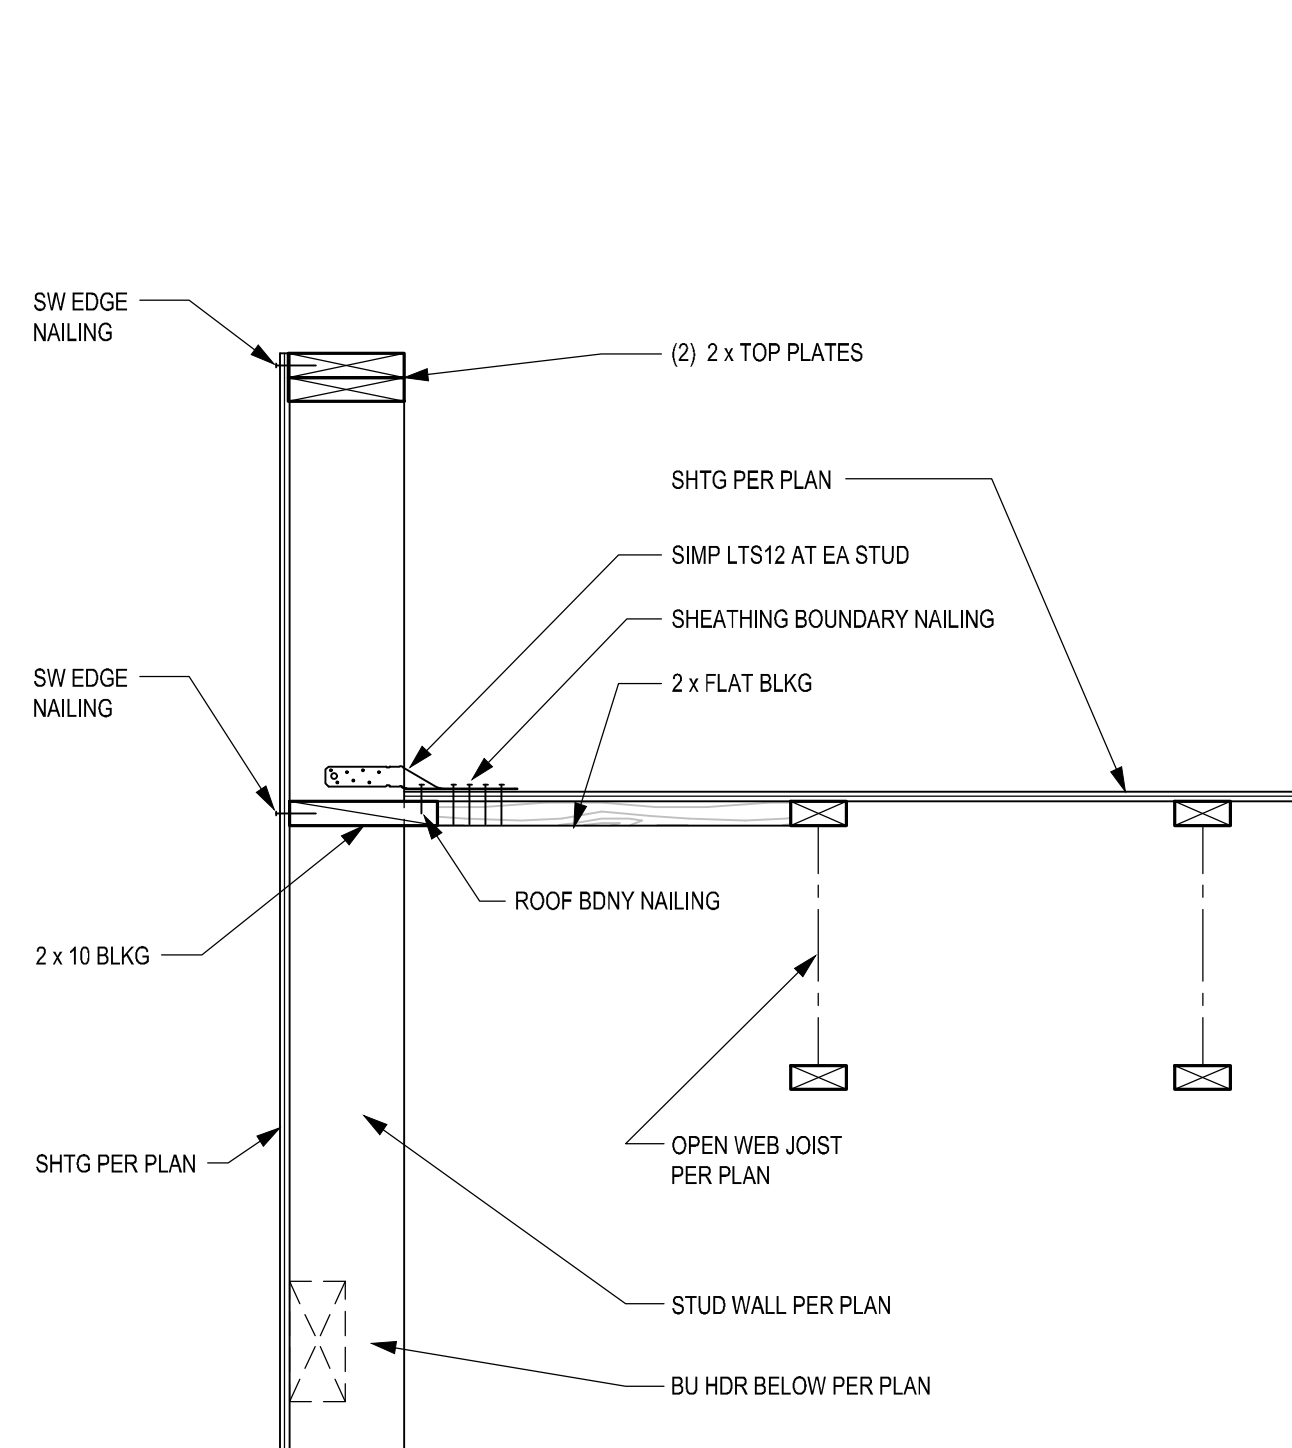 SW EDGE
NAILING
(2) 2 x TOP PLATES
SHTG PER PLAN
SIMP LTS12 AT EA STUD
SHEATHING BOUNDARY NAILING
SW EDGE
NAILING
2 x FLAT BLKG
ROOF BDNY NAILING
2 x 10 BLKG
OPEN WEB JOIST
PER PLAN
SHTG PER PLAN
STUD WALL PER PLAN
BU HDR BELOW PER PLAN